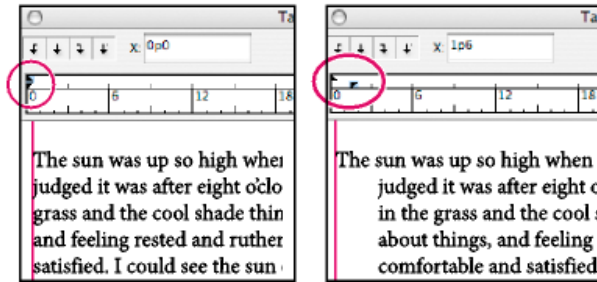 Ta
X: 0p0
0 6 12 18
The sun was up so high when
judged it was after eight o'clo
grass and the cool shade thin
and feeling rested and ruther
satisfied. I could see the sun
Ta
X: 1p6
0 6 12 18
The sun was up so high when
judged it was after eight o
in the grass and the cool s
about things, and feeling
comfortable and satisfied